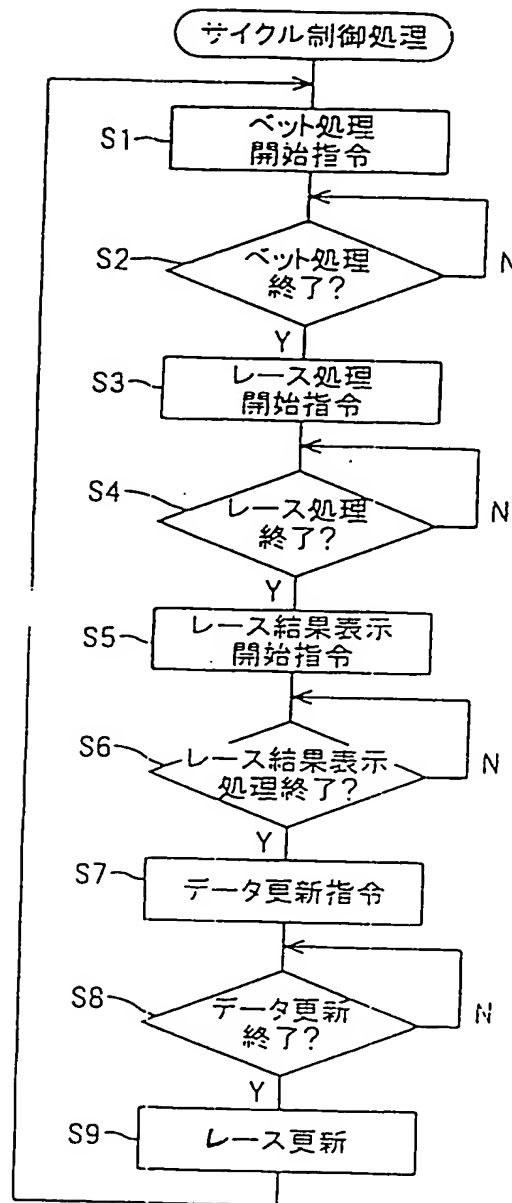 サイクル制御処理
S1
ベット処理
開始指令
S2
ベット処理
終了?
N
Y
S3
レース処理
開始指令
S4
レース処理
終了?
N
Y
S5
レース結果表示
開始指令
S6
レース結果表示
処理終了?
N
Y
S7
データ更新指令
S8
データ更新
終了?
N
Y
S9
レース更新